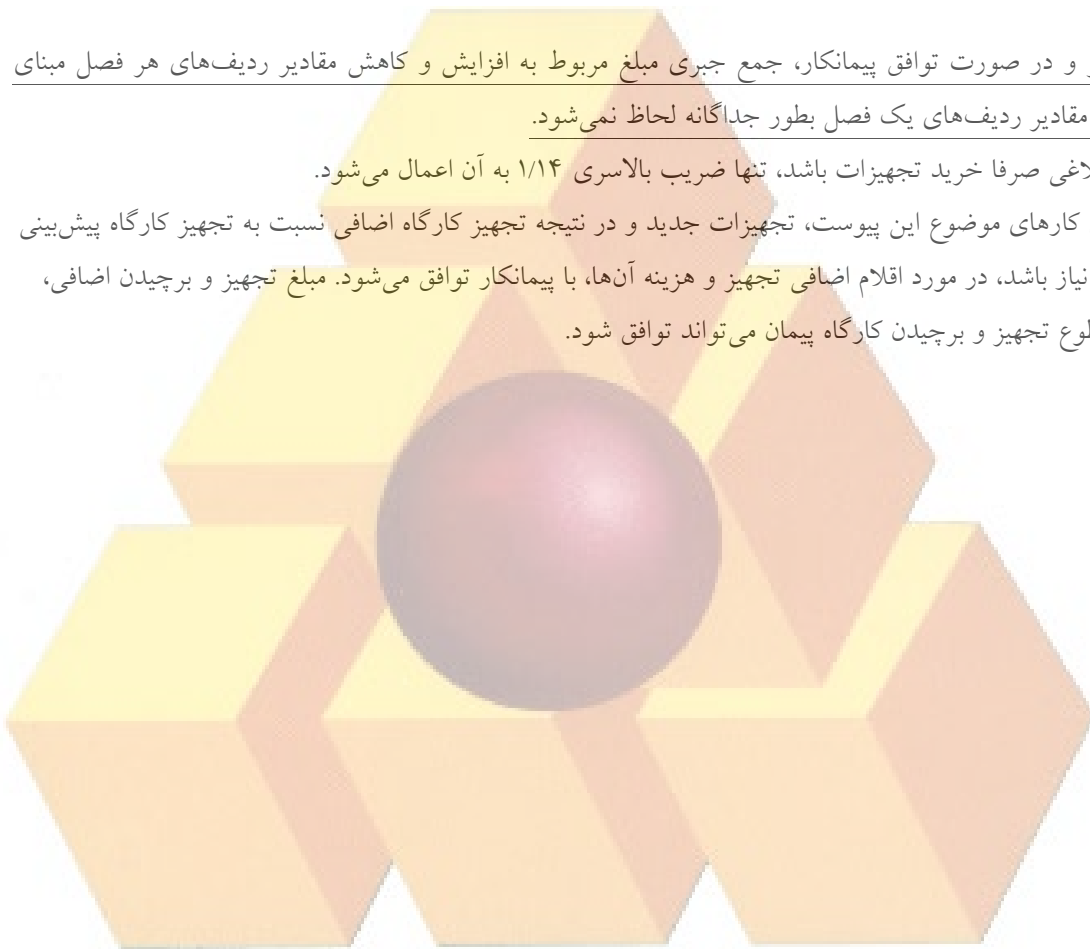 و در صورت توافق پیمانکار، جمع جبری مبلغ مربوط به افزایش و کاهش مقادیر ردیف‌های هر فصل مبنای
مقادیر ردیف‌های یک فصل بطور جداگانه لحاظ نمی‌شود.
صرفا خرید تجهیزات باشد، تنها ضریب بالاسری ۱/۱۴ به آن اعمال می‌شود.
کارهای موضوع این پیوست، تجهیزات جدید و در نتیجه تجهیز کارگاه اضافی نسبت به تجهیز کارگاه پیش‌بینی
نیاز باشد، در مورد اقلام اضافی تجهیز و هزینه آن‌ها، با پیمانکار توافق می‌شود. مبلغ تجهیز و برچیدن اضافی،
تجهیز و برچیدن کارگاه پیمان می‌تواند توافق شود.